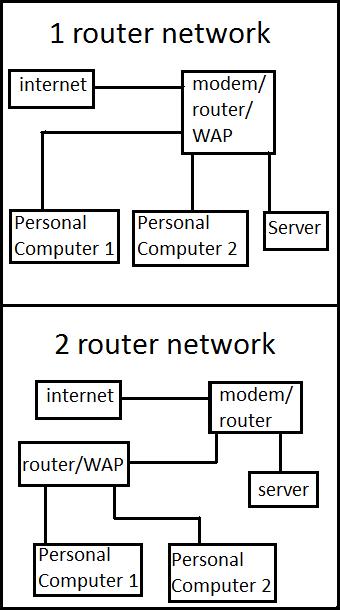 1 router network
internet
modem/
router/
WAP
Personal
Computer 1
Personal
Computer 2
Server
2 router network
internet
modem/
router
router/WAP
server
Personal
Computer 1
Personal
Computer 2